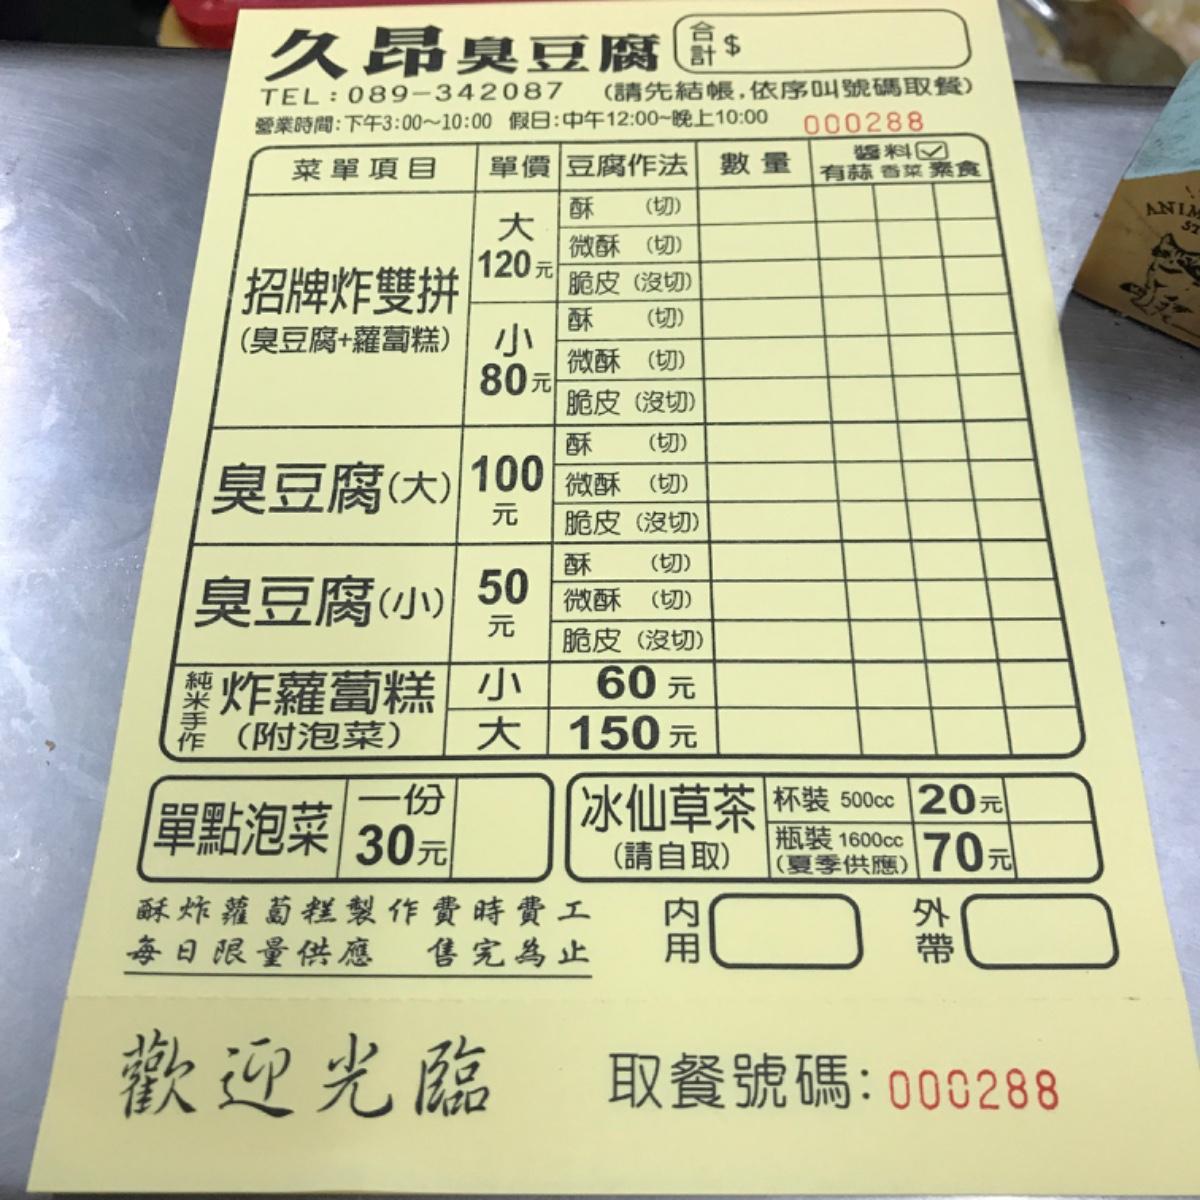 久昂臭豆腐 合計 $
TEL:089-342087 (請先結帳,依序叫號碼取餐)
營業時間:下午3:00~10:00 假日:中午12:00~晚上10:00 000288
菜單項目 單價 豆腐作法 數量 醬料☑
有蒜 香菜 素食
招牌炸雙拼
(臭豆腐+蘿蔔糕)
大
120元
酥 (切)
微酥 (切)
脆皮 (沒切)
小
80元
酥 (切)
微酥 (切)
脆皮 (沒切)
臭豆腐(大)
100
元
酥 (切)
微酥 (切)
脆皮 (沒切)
臭豆腐(小)
50
元
酥 (切)
微酥 (切)
脆皮 (沒切)
純米手作
炸蘿蔔糕
(附泡菜)
小 60元
大 150元
單點泡菜
一份
30元
冰仙草茶
(請自取)
杯裝 500cc 20元
瓶裝 1600cc
(夏季供應)
70元
酥炸蘿蔔糕製作費時費工
每日限量供應 售完為止
內用
外帶
歡迎光臨 取餐號碼: 000288